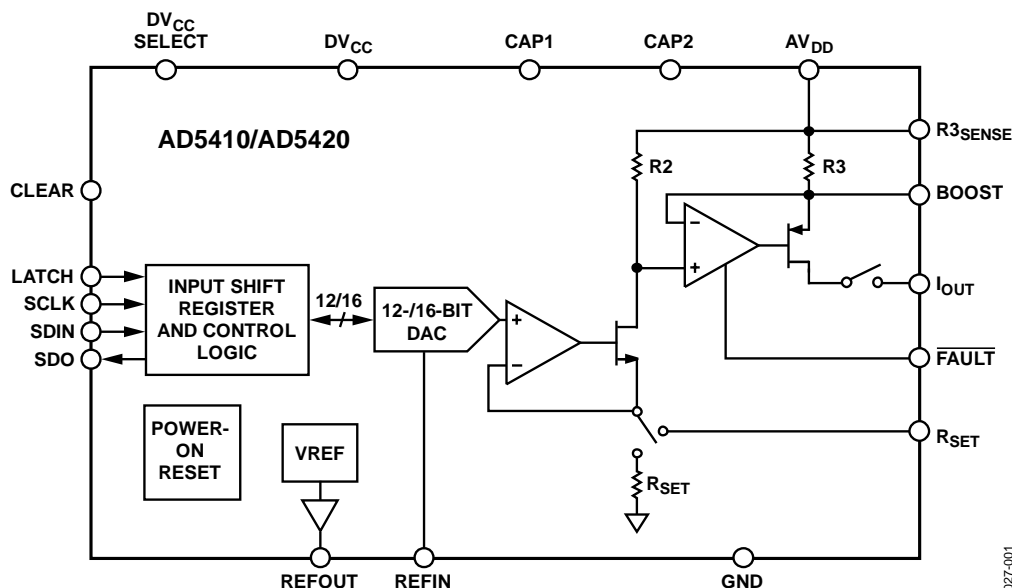 DVCC
SELECT
DVCC
CAP1
CAP2
AVDD
AD5410/AD5420
R3SENSE
R2
R3
CLEAR
BOOST
−
+
LATCH
SCLK
SDIN
SDO
INPUT SHIFT
REGISTER
AND CONTROL
LOGIC
12/16
12-/16-BIT
DAC
+
−
IOUT
FAULT
POWER-
ON
RESET
VREF
RSET
RSET
REFOUT
REFIN
GND
027-001